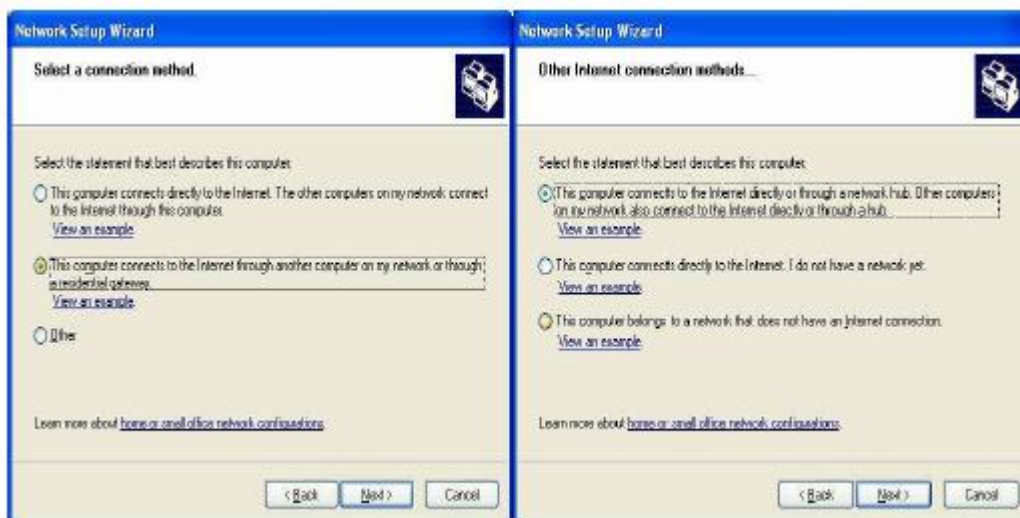 Network Setup Wizard
Select a connection method.
Select the statement that best describes this computer:
This computer connects directly to the Internet. The other computers on my network connect
to the Internet through this computer.
View an example.
This computer connects to the Internet through another computer on my network or through
a residential gateway.
View an example.
Other
Learn more about home or small office network configurations.
< Back
Next >
Cancel
Network Setup Wizard
Other Internet connection methods...
Select the statement that best describes this computer:
This computer connects to the Internet directly or through a network hub. Other computers
on my network also connect to the Internet directly or through a hub.
View an example.
This computer connects directly to the Internet. I do not have a network yet.
View an example.
This computer belongs to a network that does not have an Internet connection.
View an example.
Learn more about home or small office network configurations.
< Back
Next >
Cancel